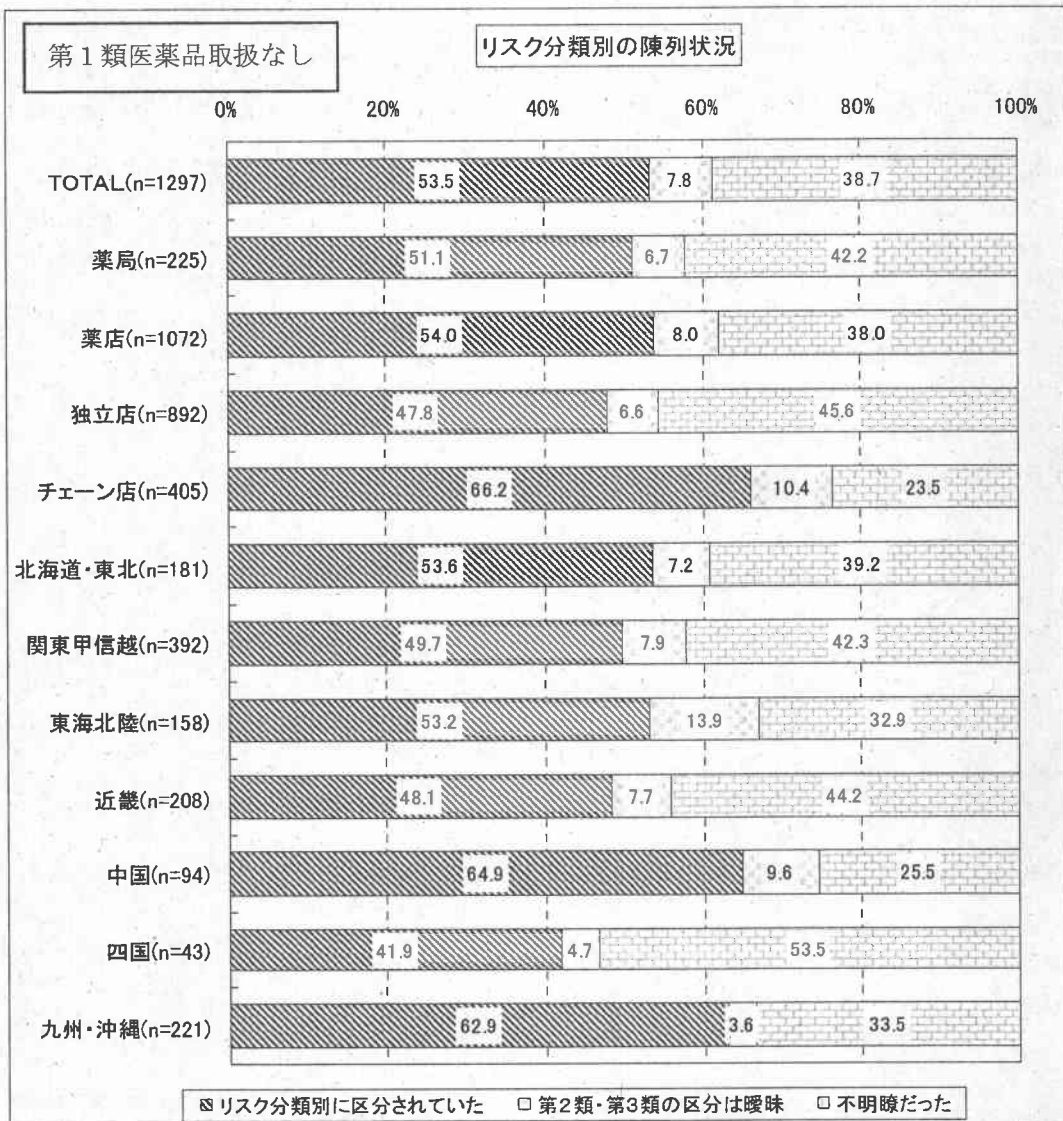 第1類医薬品取扱なし
リスク分類別の陳列状況
0% 20% 40% 60% 80% 100%
TOTAL(n=1297) 53.5 7.8 38.7
薬局(n=225) 51.1 6.7 42.2
薬店(n=1072) 54.0 8.0 38.0
独立店(n=892) 47.8 6.6 45.6
チェーン店(n=405) 66.2 10.4 23.5
北海道・東北(n=181) 53.6 7.2 39.2
関東甲信越(n=392) 49.7 7.9 42.3
東海北陸(n=158) 53.2 13.9 32.9
近畿(n=208) 48.1 7.7 44.2
中国(n=94) 64.9 9.6 25.5
四国(n=43) 41.9 4.7 53.5
九州・沖縄(n=221) 62.9 3.6 33.5
リスク分類別に区分されていた 第2類・第3類の区分は曖昧 不明瞭だった